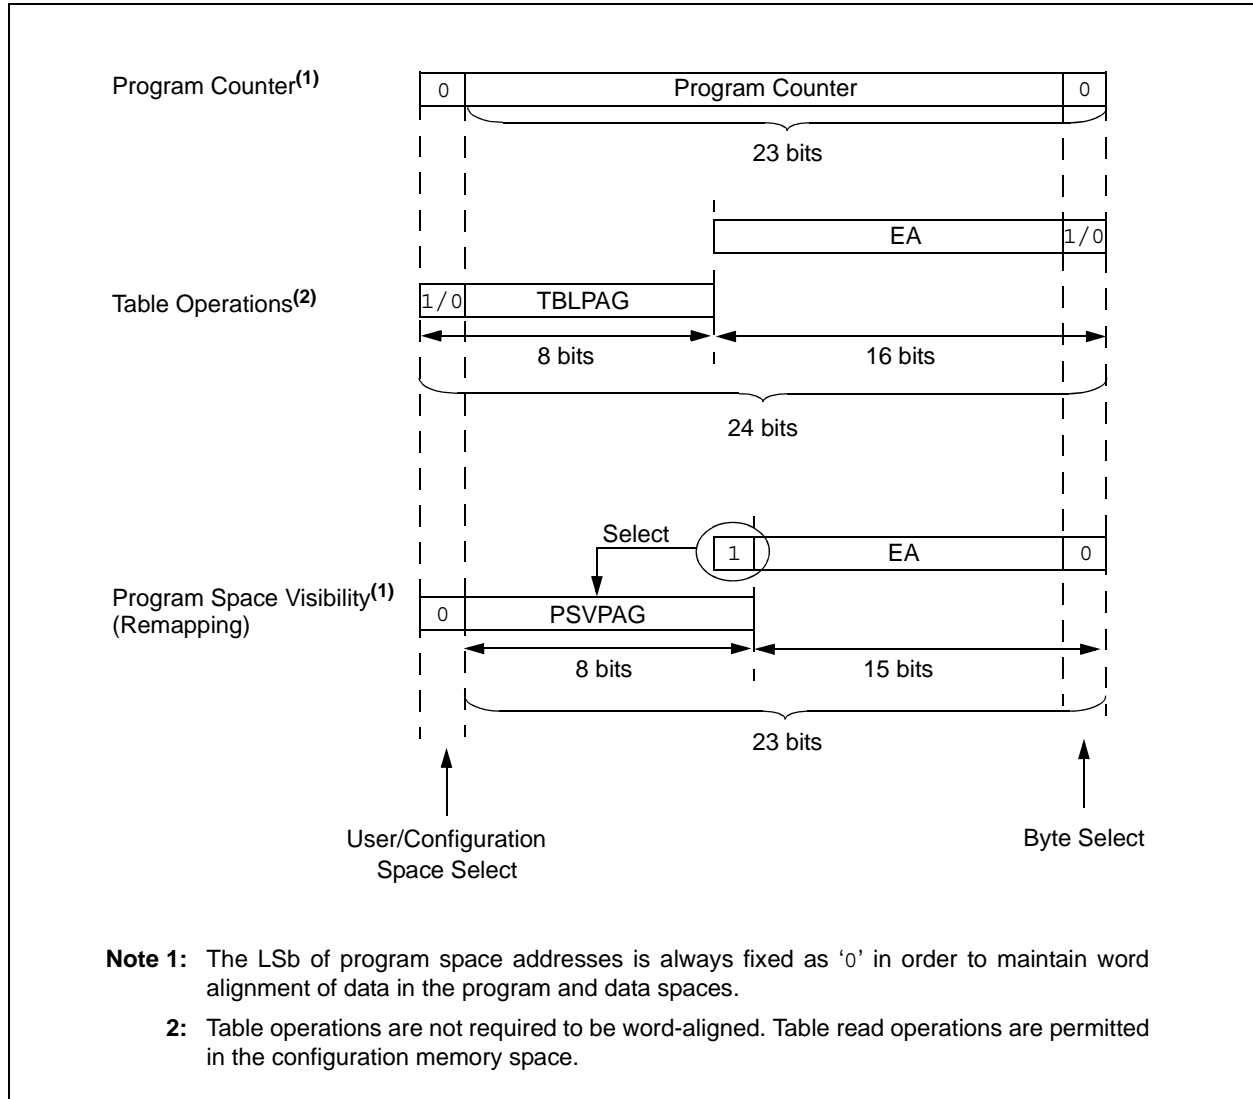 Program Counter(1)
0
Program Counter
0
23 bits
EA
1/0
Table Operations(2)
1/0
TBLPAG
8 bits
16 bits
24 bits
Select
1
EA
0
Program Space Visibility(1)
(Remapping)
0
PSVPAG
8 bits
15 bits
23 bits
User/Configuration
Space Select
Byte Select
Note 1: The LSb of program space addresses is always fixed as ‘0’ in order to maintain word
alignment of data in the program and data spaces.
2: Table operations are not required to be word-aligned. Table read operations are permitted
in the configuration memory space.